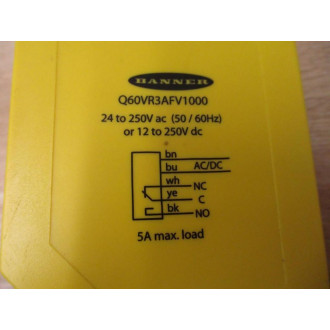 BANNER
Q60VR3AFV1000
24 to 250V ac (50 / 60Hz)
or 12 to 250V dc
bn
bu AC/DC
wh NC
ye C
bk NO
5A max. load